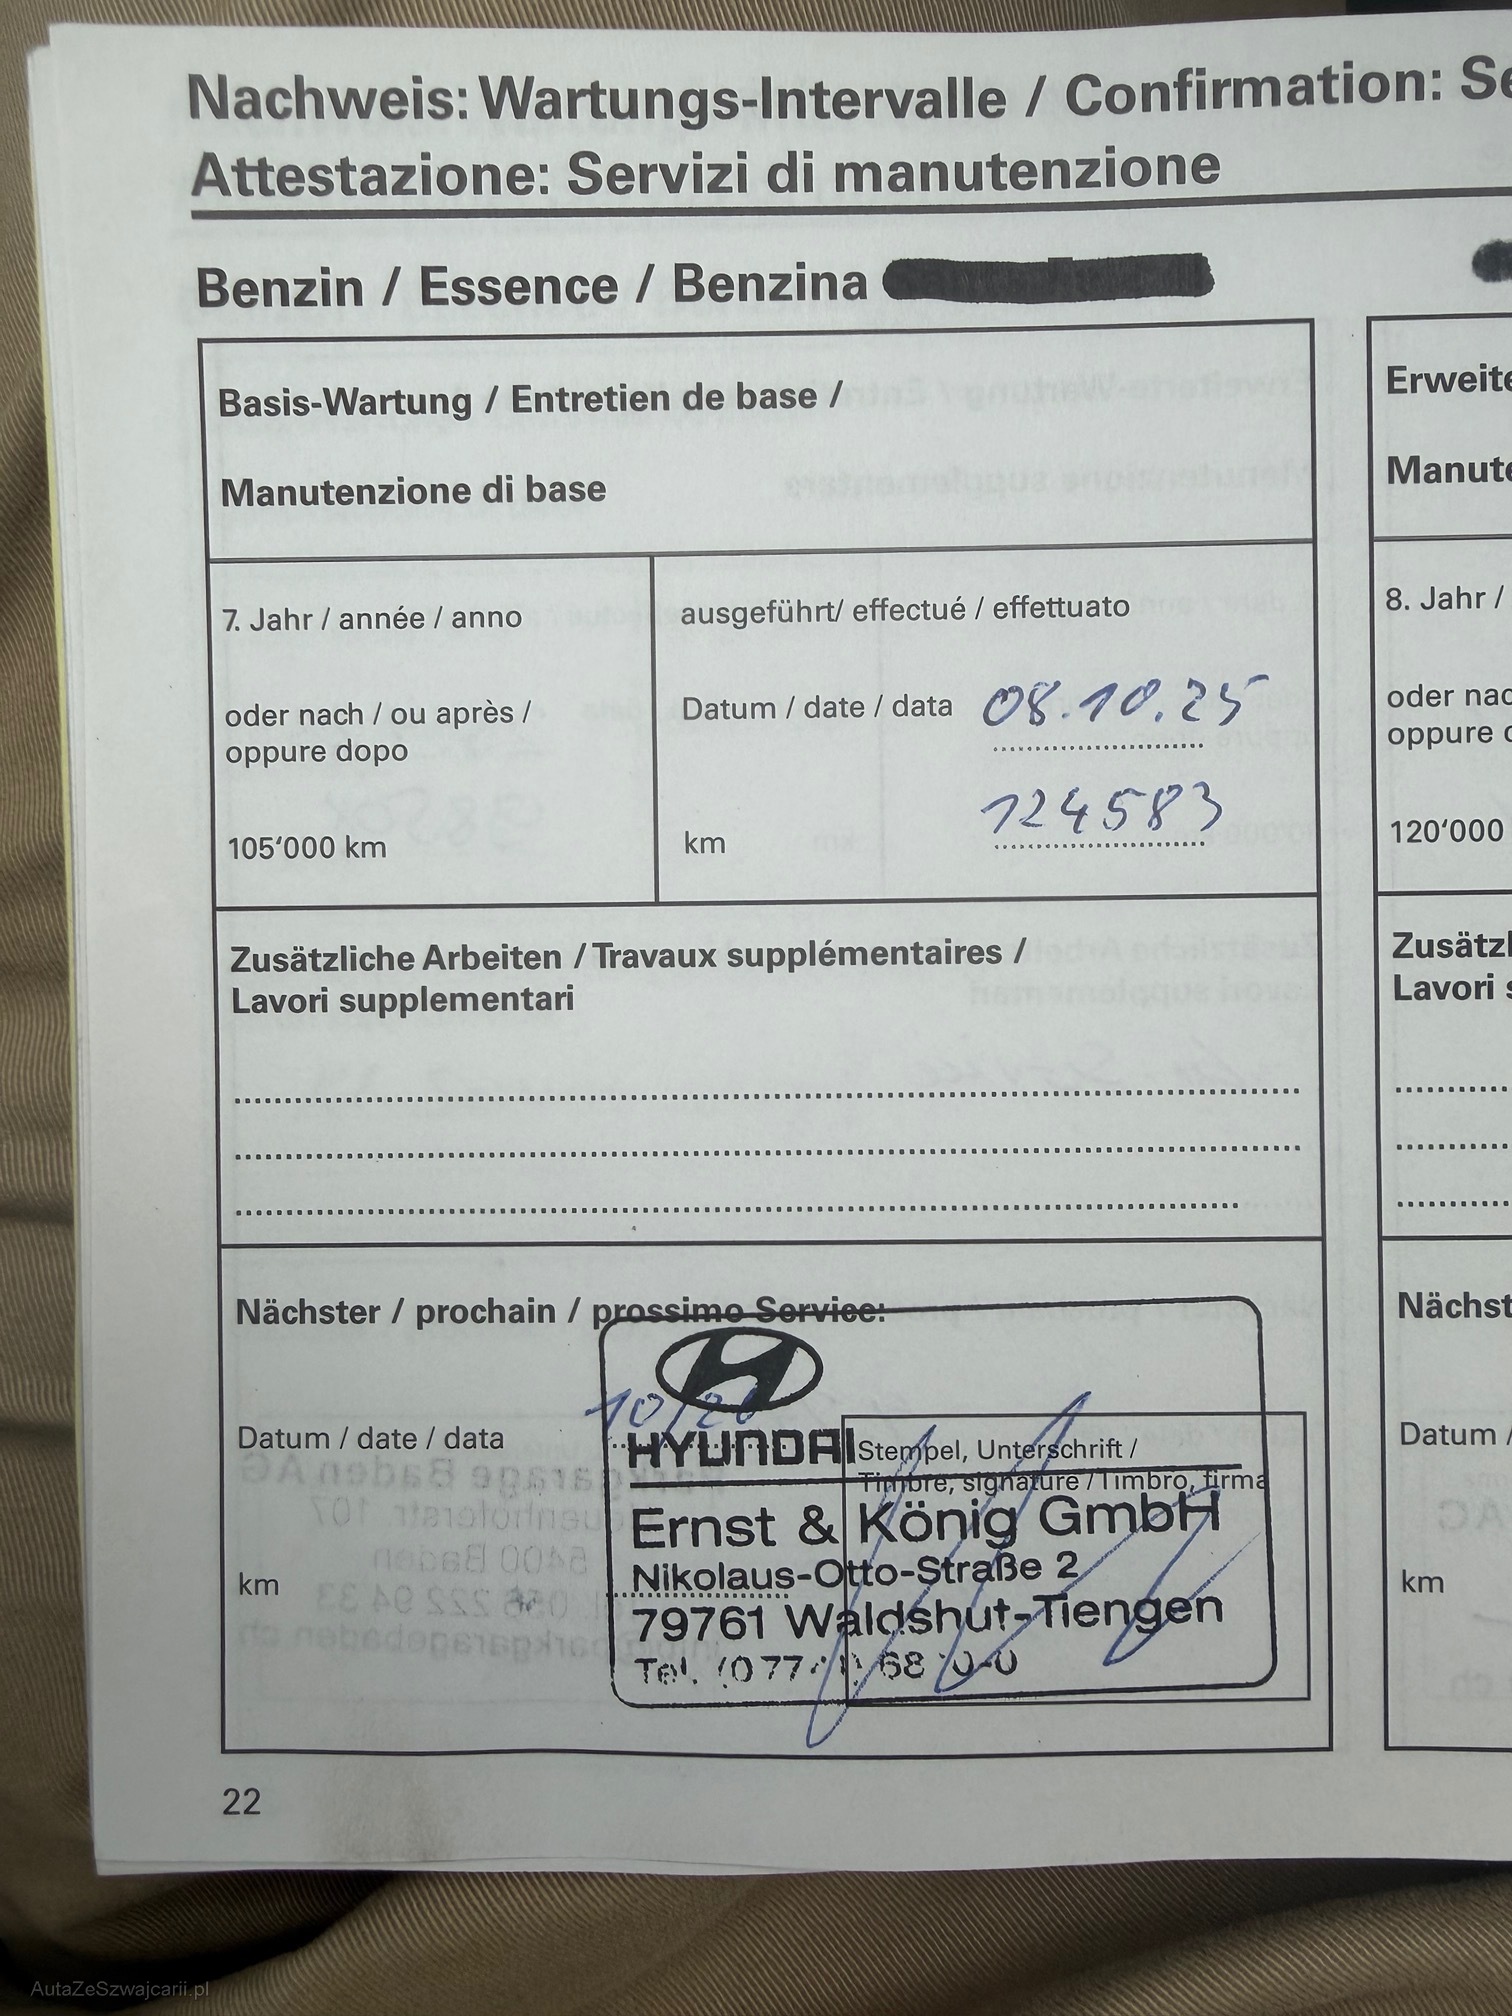 Nachweis: Wartungs-Intervalle / Confirmation: Se
Attestazione: Servizi di manutenzione
Benzin / Essence / Benzina
Basis-Wartung / Entretien de base /
Manutenzione di base
7. Jahr / année / anno
oder nach / ou après /
oppure dopo
105'000 km
ausgeführt/ effectué / effettuato
Datum / date / data 08.10.25
km 124583
Zusätzliche Arbeiten / Travaux supplémentaires /
Lavori supplementari
Nächster / prochain / prossimo Service:
Datum / date / data 10/26
km
HYUNDAI
Stempel, Unterschrift /
Timbre, signature / Timbro, firma
Ernst & König GmbH
Nikolaus-Otto-Straße 2
79761 Waldshut-Tiengen
Tel.
22
Erweite
Manute
8. Jahr /
oder nac
oppure d
120'000
Zusätzl
Lavori s
Nächst
Datum /
km
AutaZeSzwajcarii.pl